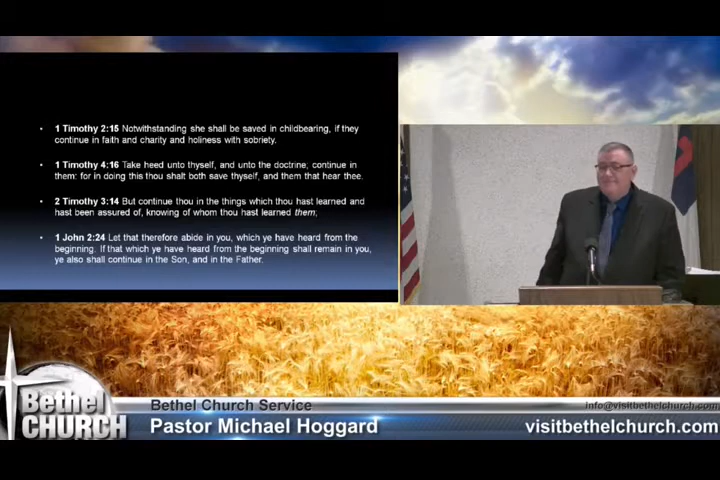 • 1 Timothy 2:15 Notwithstanding she shall be saved in childbearing, if they
continue in faith and charity and holiness with sobriety.
• 1 Timothy 4:16 Take heed unto thyself, and unto the doctrine; continue in
them: for in doing this thou shalt both save thyself, and them that hear thee.
• 2 Timothy 3:14 But continue thou in the things which thou hast learned and
hast been assured of, knowing of whom thou hast learned them;
• 1 John 2:24 Let that therefore abide in you, which ye have heard from the
beginning. If that which ye have heard from the beginning shall remain in you,
ye also shall continue in the Son, and in the Father.
Bethel
CHURCH
Bethel Church Service
info@visitbethelchurch.com
Pastor Michael Hoggard
visitbethelchurch.com